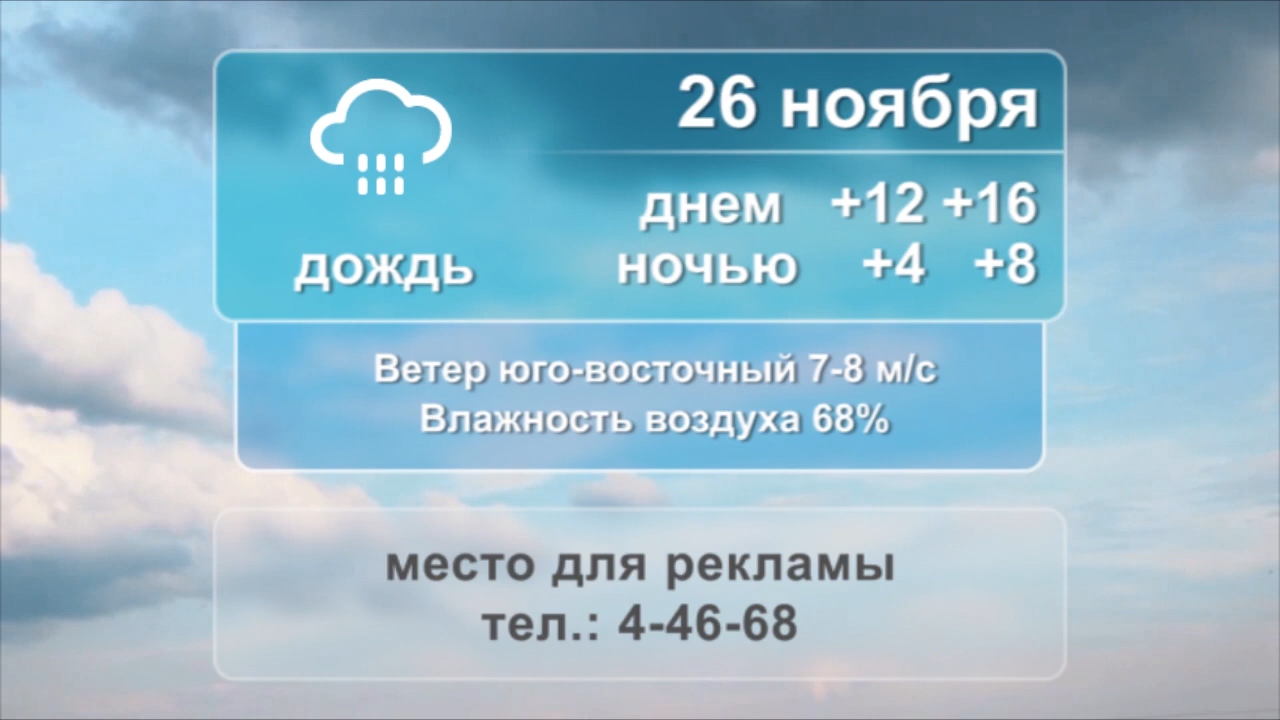 26 ноября
днем +12 +16
ночью +4 +8
дождь
Ветер юго-восточный 7-8 м/с
Влажность воздуха 68%
место для рекламы
тел.: 4-46-68